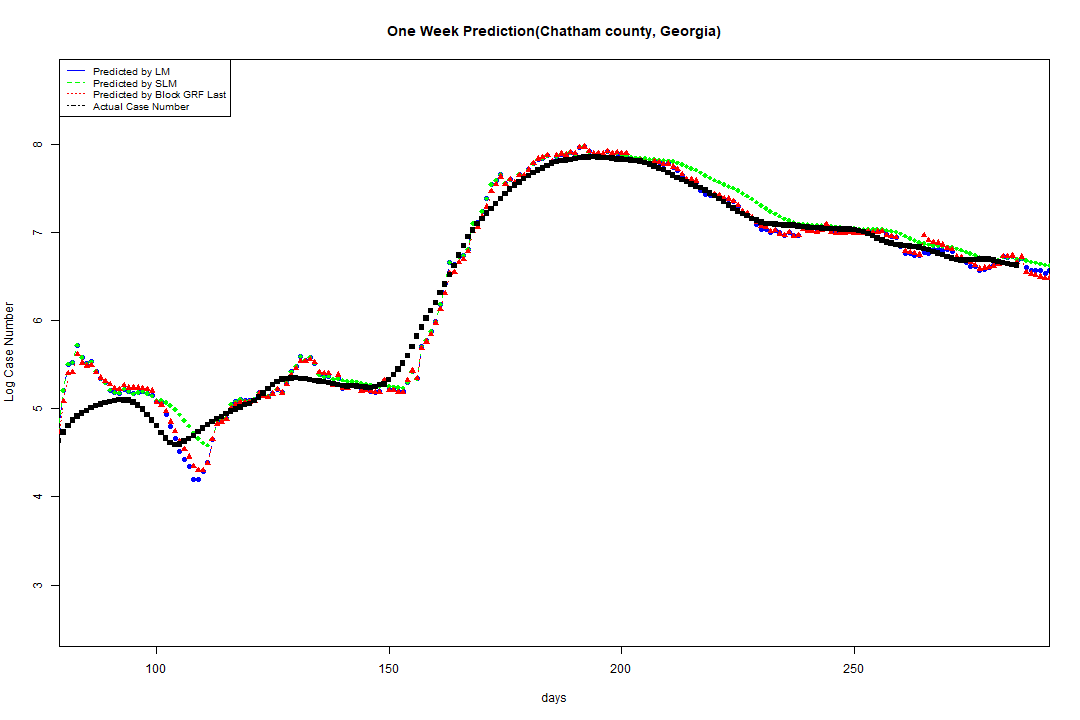 One Week Prediction(Chatham county, Georgia)
Predicted by LM
Predicted by SLM
Predicted by Block GRF Last
Actual Case Number
8
7
6
5
4
3
Log Case Number
100 150 200 250
days